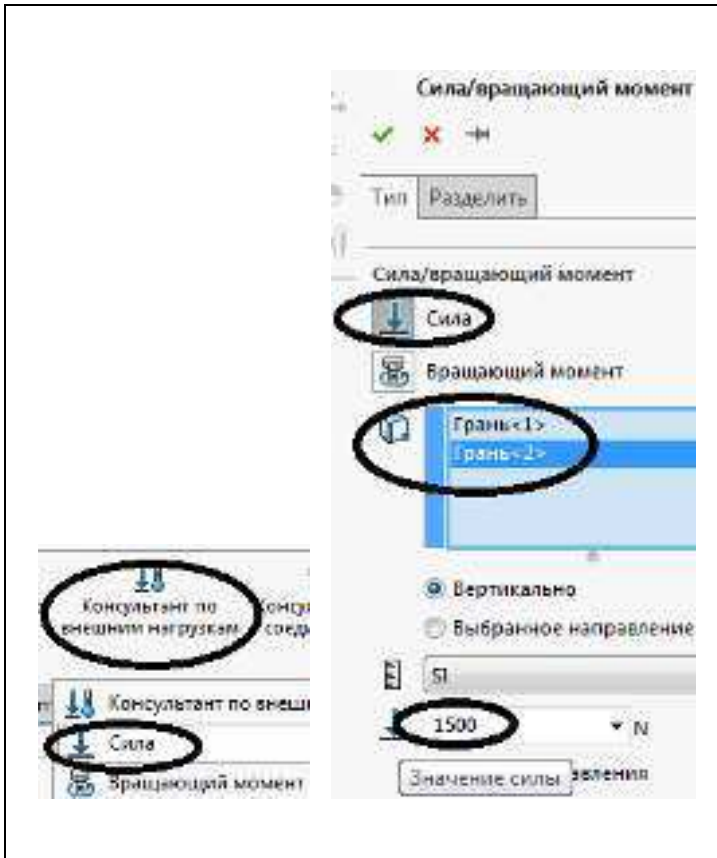 Сила/вращающий момент
Тип Разделить
Сила/вращающий момент
Сила
Вращающий момент
Грань<1>
Грань<2>
Вертикально
Выбранное направление
SI
1500 N
Значение силы
Консультант по
внешним нагрузкам
Консультант по внеш
Сила
Вращающий момент